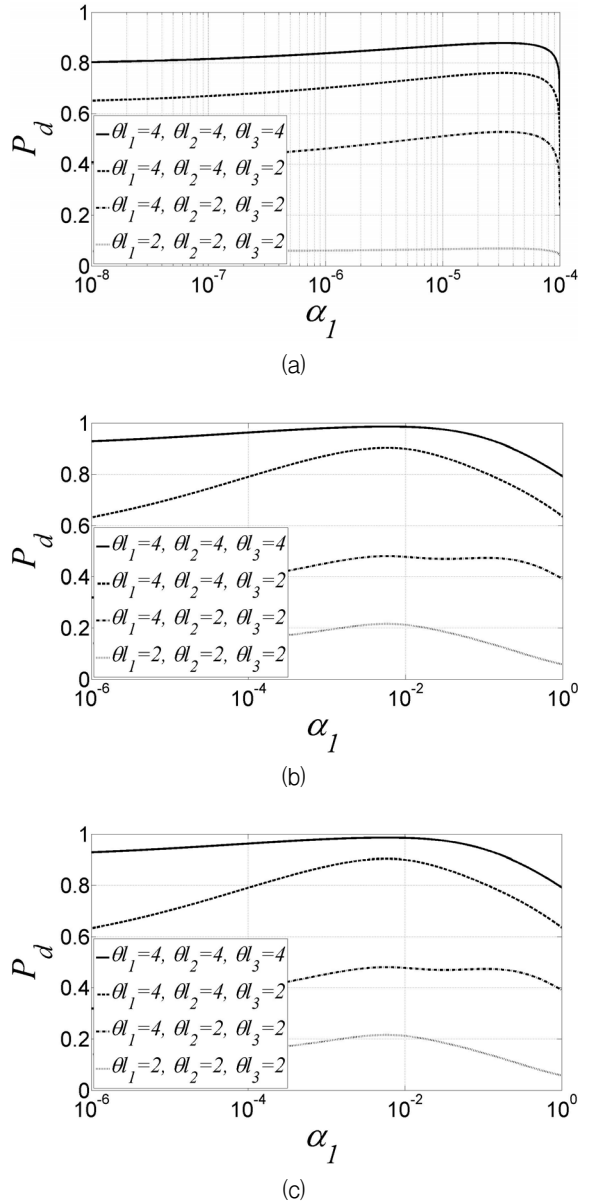 1
0.8
0.6
0.4
0.2
0
P_d
θl_1=4, θl_2=4, θl_3=4
θl_1=4, θl_2=4, θl_3=2
θl_1=4, θl_2=2, θl_3=2
θl_1=2, θl_2=2, θl_3=2
10^-8 10^-7 10^-6 10^-5 10^-4
α_1
(a)
1
0.8
0.6
0.4
0.2
0
P_d
θl_1=4, θl_2=4, θl_3=4
θl_1=4, θl_2=4, θl_3=2
θl_1=4, θl_2=2, θl_3=2
θl_1=2, θl_2=2, θl_3=2
10^-6 10^-4 10^-2 10^0
α_1
(b)
1
0.8
0.6
0.4
0.2
0
P_d
θl_1=4, θl_2=4, θl_3=4
θl_1=4, θl_2=4, θl_3=2
θl_1=4, θl_2=2, θl_3=2
θl_1=2, θl_2=2, θl_3=2
10^-6 10^-4 10^-2 10^0
α_1
(c)